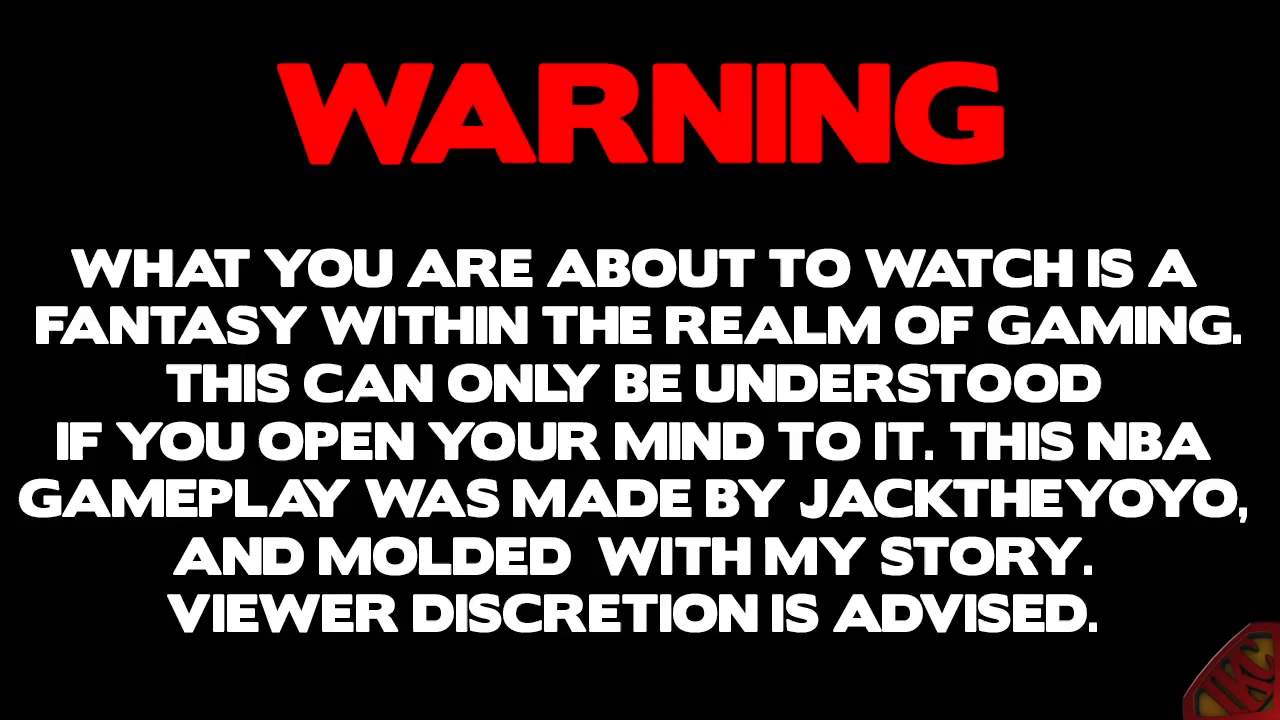 WARNING
WHAT YOU ARE ABOUT TO WATCH IS A
FANTASY WITHIN THE REALM OF GAMING.
THIS CAN ONLY BE UNDERSTOOD
IF YOU OPEN YOUR MIND TO IT. THIS NBA
GAMEPLAY WAS MADE BY JACKTHEYOYO,
AND MOLDED WITH MY STORY.
VIEWER DISCRETION IS ADVISED.